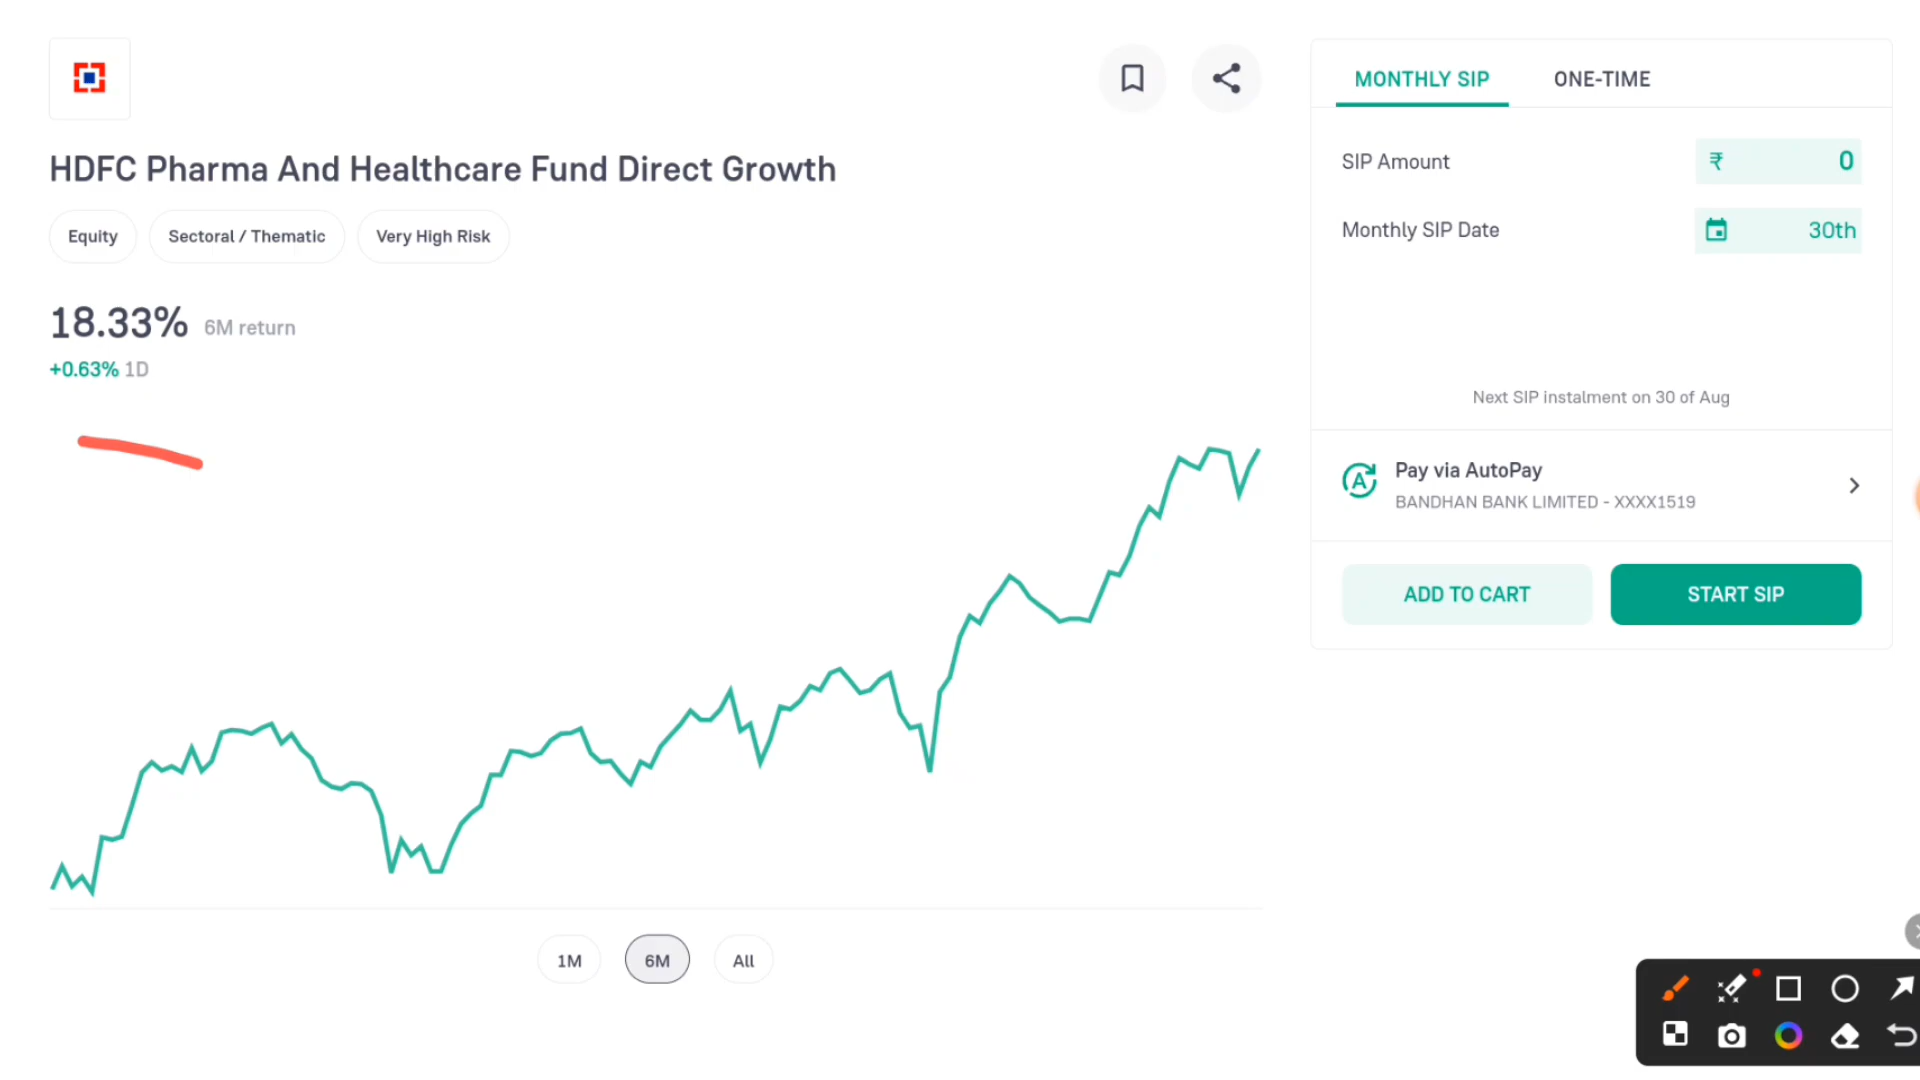 MONTHLY SIP
ONE-TIME
HDFC Pharma And Healthcare Fund Direct Growth
SIP Amount
₹ 0
Equity
Sectoral / Thematic
Very High Risk
Monthly SIP Date
30th
18.33% 6M return
+0.63% 1D
Next SIP instalment on 30 of Aug
Pay via AutoPay
BANDHAN BANK LIMITED - XXXX1519
ADD TO CART
START SIP
1M
6M
All